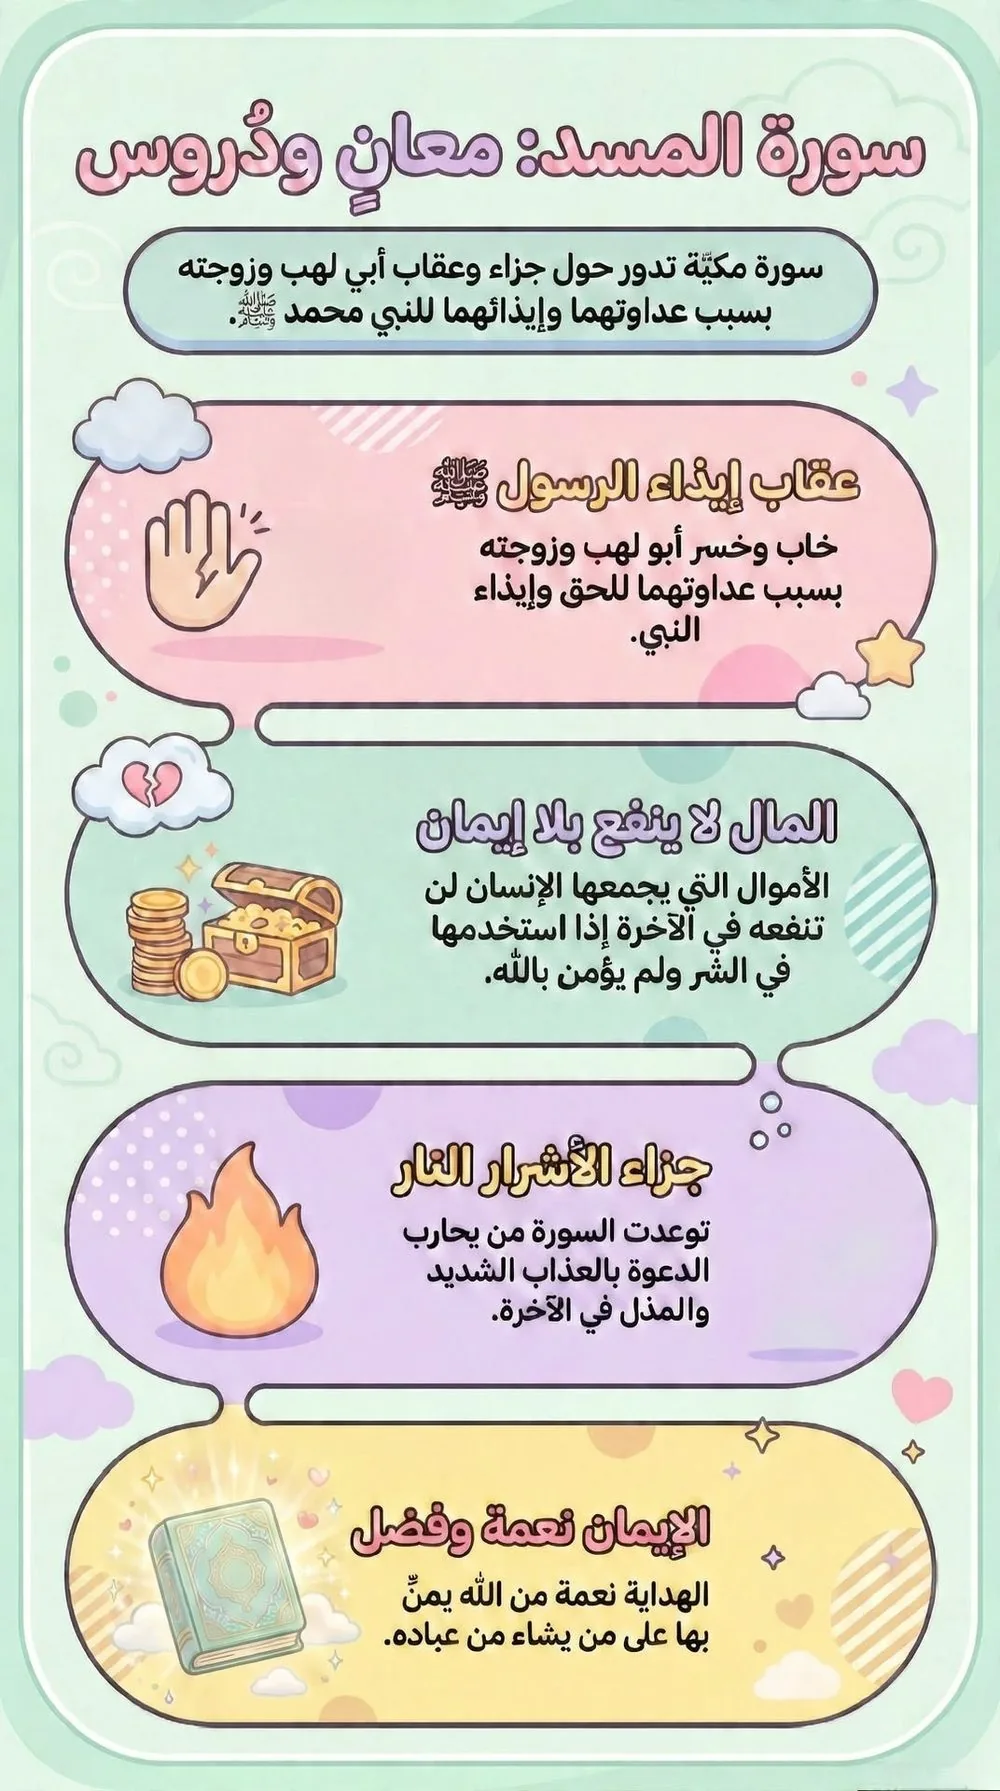 سورة المسد: معانٍ ودُروس
سورة مكيَّة تدور حول جزاء وعقاب أبي لهب وزوجته
بسبب عداوتهما وإيذائهما للنبي محمد ﷺ.
عقاب إيذاء الرسول ﷺ
خاب وخسر أبو لهب وزوجته
بسبب عداوتهما للحق وإيذاء
النبي.
المال لا ينفع بلا إيمان
الأموال التي يجمعها الإنسان لن
تنفعه في الآخرة إذا استخدمها
في الشر ولم يؤمن بالله.
جزاء الأشرار النار
توعدت السورة من يحارب
الدعوة بالعذاب الشديد
والمذل في الآخرة.
الإيمان نعمة وفضل
الهداية نعمة من الله يمنِّ
بها على من يشاء من عباده.